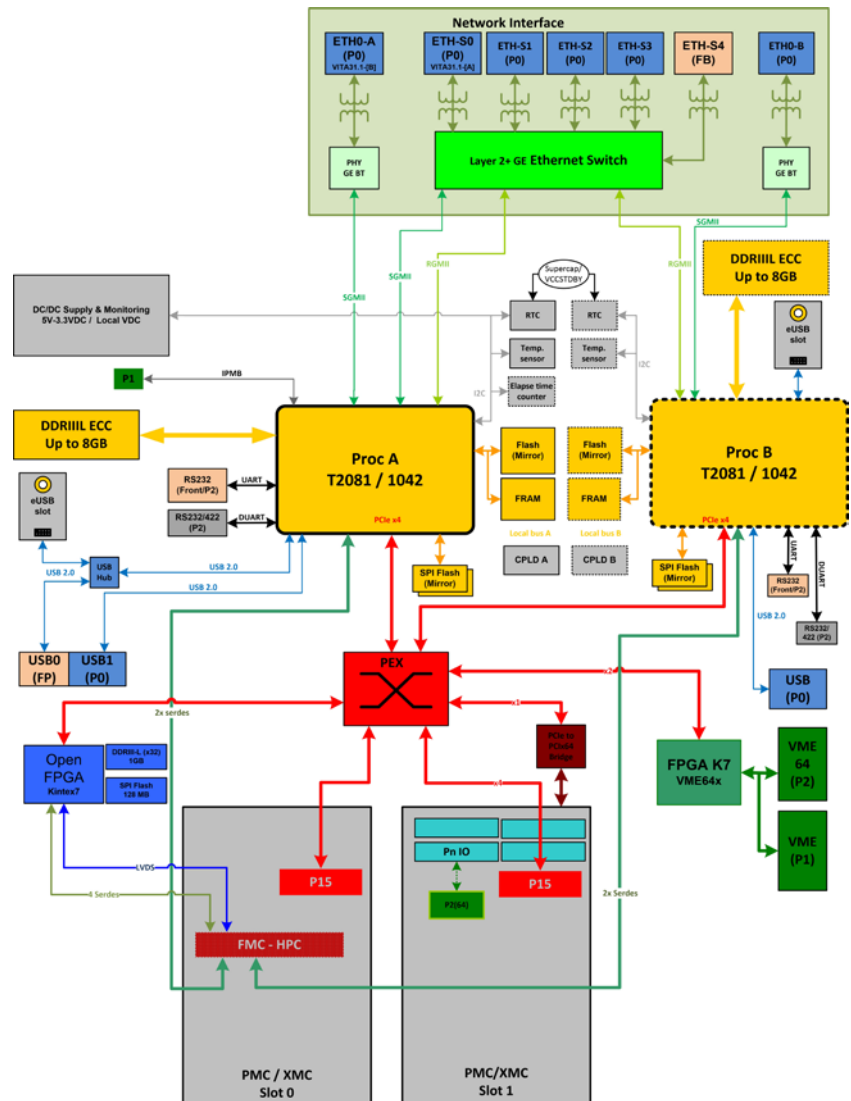 Network Interface
ETH0-A
(P0)
VITA31.1-[B]
ETH-S0
(P0)
VITA31.1-[A]
ETH-S1
(P0)
ETH-S2
(P0)
ETH-S3
(P0)
ETH-S4
(FB)
ETH0-B
(P0)
PHY
GE BT
Layer 2+ GE Ethernet Switch
PHY
GE BT
SGMII
SGMII
RGMII
RGMII
SGMII
DDRIIIL ECC
Up to 8GB
Supercap/
VCCSTDBY
DC/DC Supply & Monitoring
5V-3.3VDC / Local VDC
RTC
RTC
eUSB
slot
Temp.
sensor
Temp.
sensor
I2C
I2C
P1
IPMB
Elapse time
counter
DDRIIIL ECC
Up to 8GB
Proc A
T2081 / 1042
PCIe x4
Flash
(Mirror)
Flash
(Mirror)
FRAM
FRAM
Proc B
T2081 / 1042
PCIe x4
eUSB
slot
RS232
(Front/P2)
UART
RS232/422
(P2)
DUART
Local bus A
Local bus B
CPLD A
CPLD B
USB
Hub
USB 2.0
USB 2.0
USB 2.0
SPI Flash
(Mirror)
SPI Flash
(Mirror)
UART
DUART
RS232
(Front/P2)
RS232/
422 (P2)
USB 2.0
USB0
(FP)
USB1
(P0)
PEX
x2
USB
(P0)
2x serdes
x1
PCIe to
PCIx64
Bridge
Open
FPGA
Kintex7
DDRIII-L (x32)
1GB
SPI Flash
128 MB
FPGA K7
VME64x
VME
64
(P2)
VME
(P1)
x4
Pn IO
P15
P15
P2(64)
LVDS
4 Serdes
2x Serdes
FMC - HPC
PMC / XMC
Slot 0
PMC/XMC
Slot 1